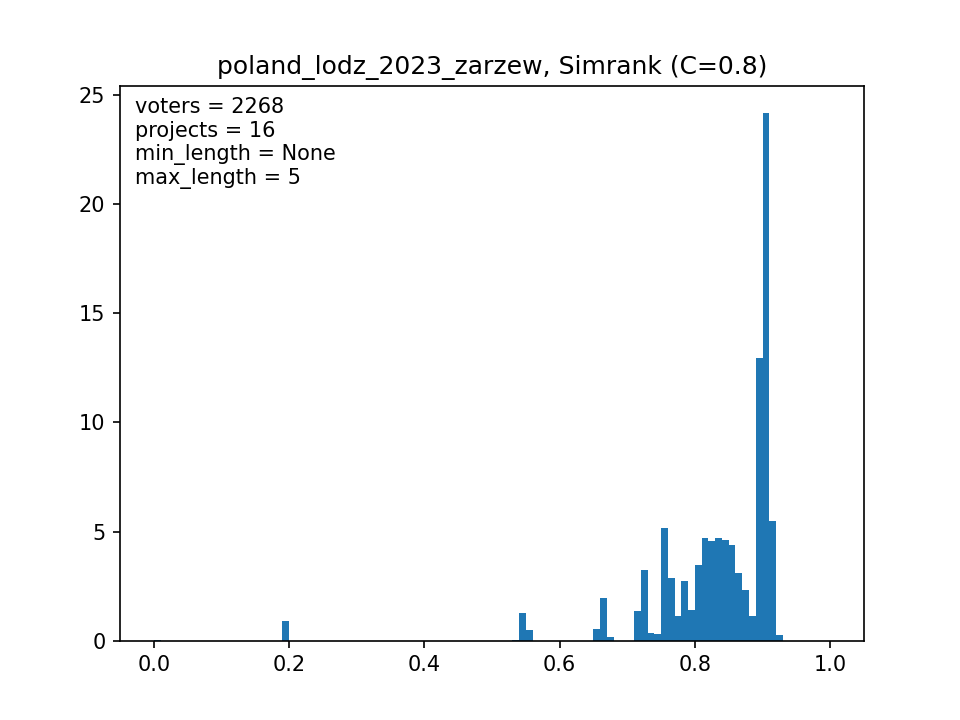 poland_lodz_2023_zarzew, Simrank (C=0.8)
voters = 2268
projects = 16
min_length = None
max_length = 5
25
20
15
10
5
0
0.0 0.2 0.4 0.6 0.8 1.0